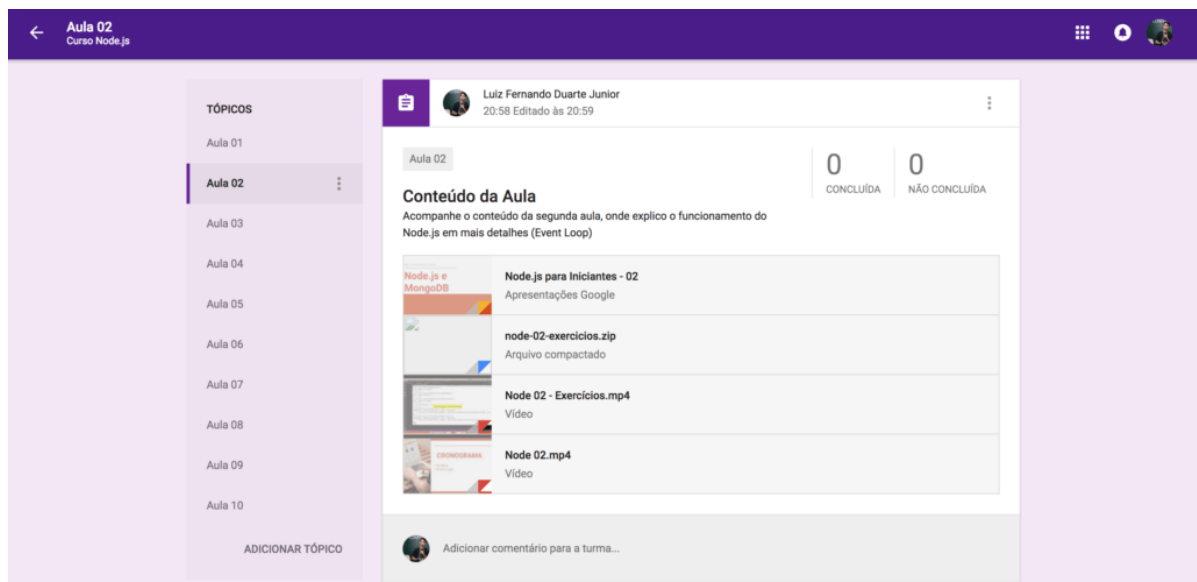 Aula 02
Curso Node.js
TÓPICOS
Aula 01
Aula 02
Aula 03
Aula 04
Aula 05
Aula 06
Aula 07
Aula 08
Aula 09
Aula 10
ADICIONAR TÓPICO
Luiz Fernando Duarte Junior
20:58 Editado às 20:59
Aula 02
0
CONCLUÍDA
0
NÃO CONCLUÍDA
Conteúdo da Aula
Acompanhe o conteúdo da segunda aula, onde explico o funcionamento do
Node.js em mais detalhes (Event Loop)
Node.js e
MongoDB
Node.js para Iniciantes - 02
Apresentações Google
node-02-exercicios.zip
Arquivo compactado
Node 02 - Exercícios.mp4
Vídeo
CRONOGRAMA
Node 02.mp4
Vídeo
Adicionar comentário para a turma...